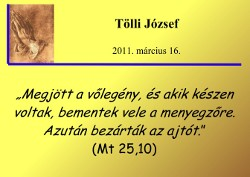 Tölli József
2011. március 16.
„Megjött a vőlegény, és akik készen
voltak, bementek vele a menyegzőre.
Azután bezárták az ajtót."
(Mt 25,10)